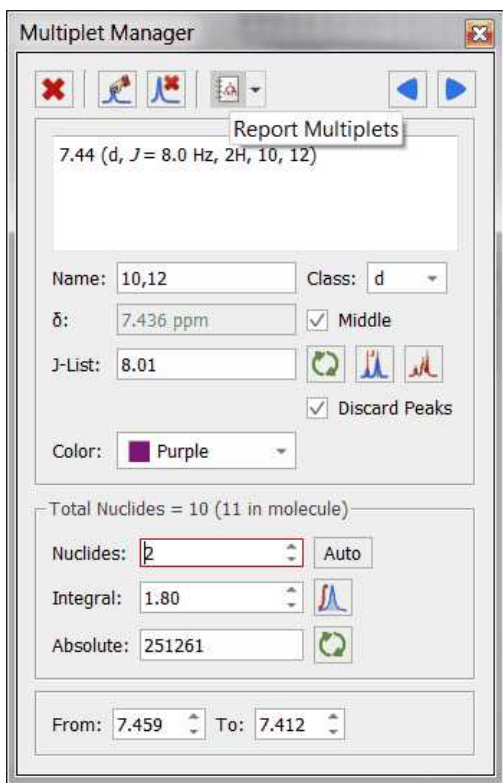 Multiplet Manager
Report Multiplets
7.44 (d, J = 8.0 Hz, 2H, 10, 12)
Name: 10,12 Class: d
δ: 7.436 ppm Middle
J-List: 8.01
Discard Peaks
Color: Purple
Total Nuclides = 10 (11 in molecule)
Nuclides: 2 Auto
Integral: 1.80
Absolute: 251261
From: 7.459 To: 7.412